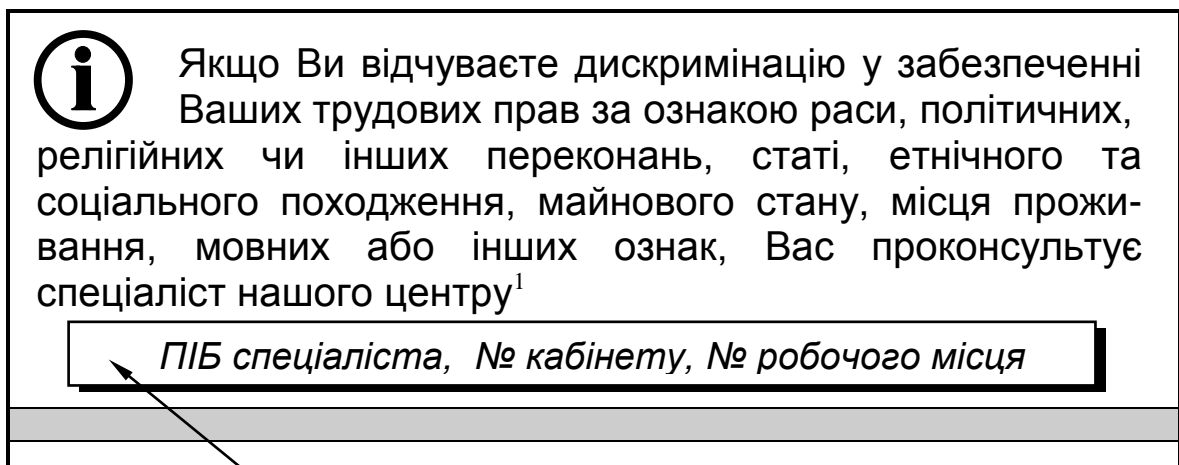 Якщо Ви відчуваєте дискримінацію у забезпеченні
Ваших трудових прав за ознакою раси, політичних,
релігійних чи інших переконань, статі, етнічного та
соціального походження, майнового стану, місця прожи-
вання, мовних або інших ознак, Вас проконсультує
спеціаліст нашого центру¹
ПІБ спеціаліста, № кабінету, № робочого місця